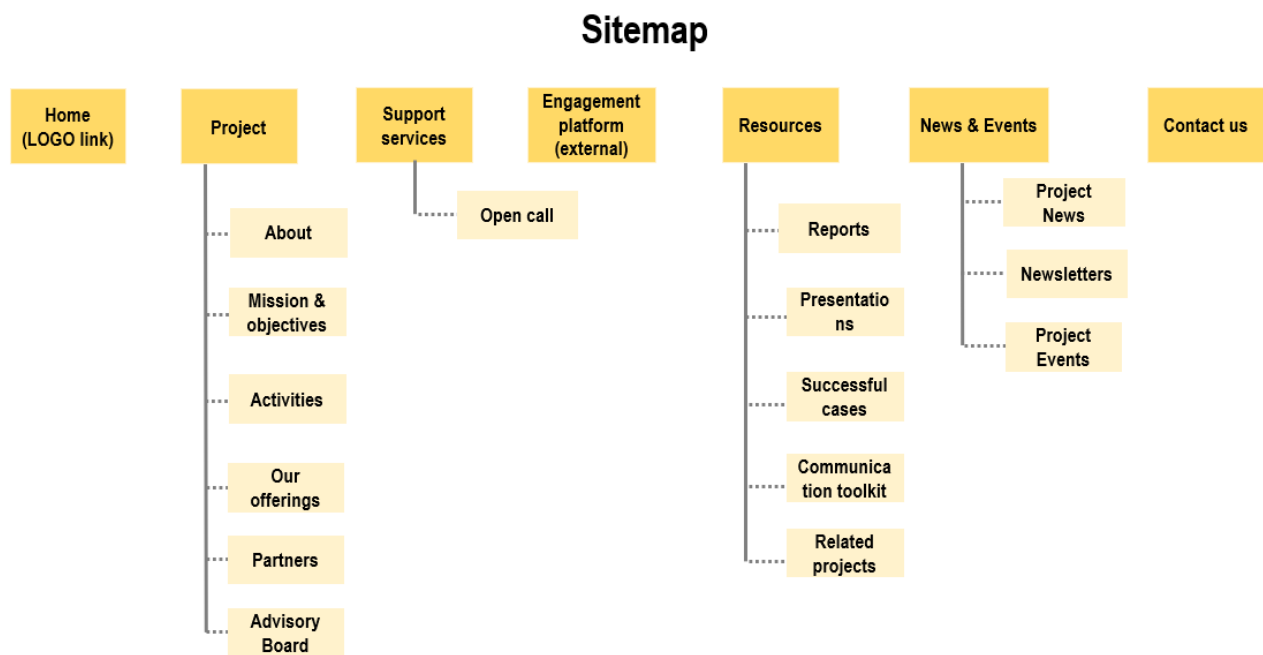 Sitemap
Home
(LOGO link)
Project
Support
services
Engagement
platform
(external)
Resources
News & Events
Contact us
About
Mission &
objectives
Activities
Our
offerings
Partners
Advisory
Board
Open call
Reports
Presentatio
ns
Successful
cases
Communica
tion toolkit
Related
projects
Project
News
Newsletters
Project
Events